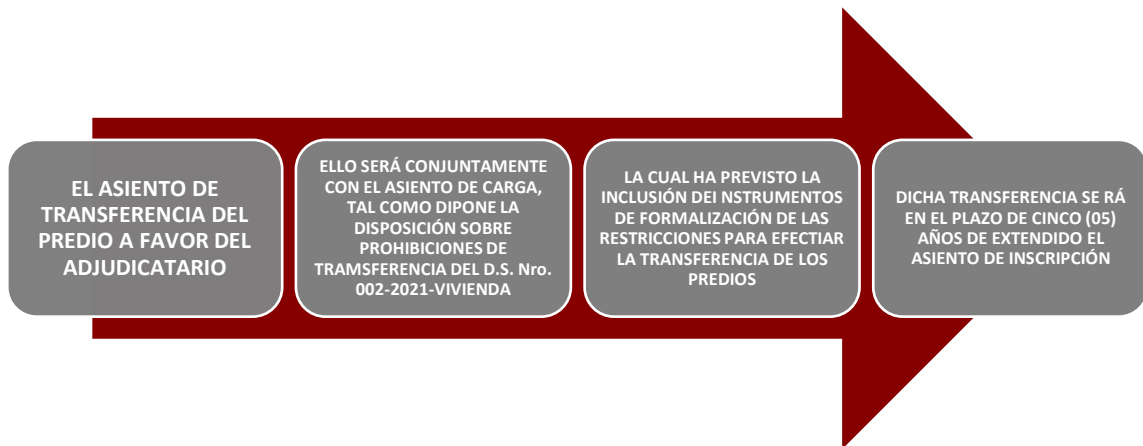 EL ASIENTO DE
TRANSFERENCIA DEL
PREDIO A FAVOR DEL
ADJUDICATARIO
ELLO SERÁ CONJUNTAMENTE
CON EL ASIENTO DE CARGA,
TAL COMO DIPONE LA
DISPOSICIÓN SOBRE
PROHIBICIONES DE
TRAMSFERENCIA DEL D.S. Nro.
002-2021-VIVIENDA
LA CUAL HA PREVISTO LA
INCLUSIÓN DEI NSTRUMENTOS
DE FORMALIZACIÓN DE LAS
RESTRICCIONES PARA EFECTIAR
LA TRANSFERENCIA DE LOS
PREDIOS
DICHA TRANSFERENCIA SE RÁ
EN EL PLAZO DE CINCO (05)
AÑOS DE EXTENDIDO EL
ASIENTO DE INSCRIPCIÓN